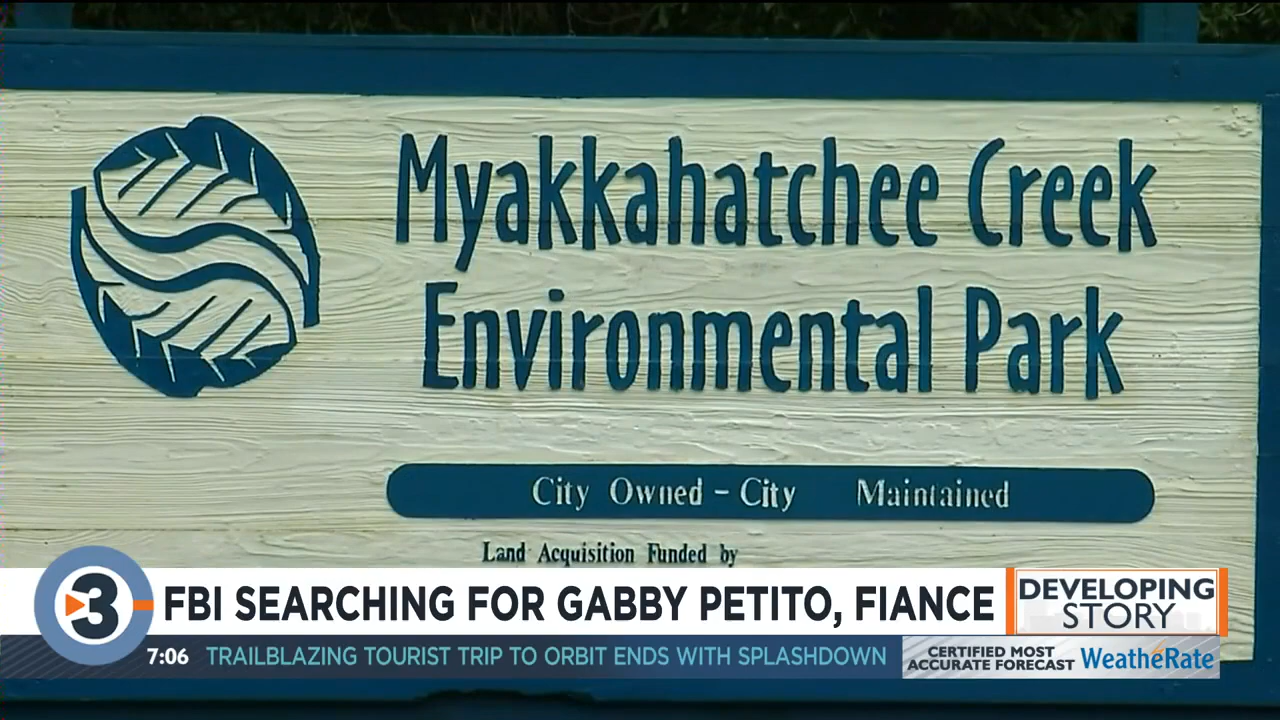 Myakkahatchee Creek
Environmental Park
City Owned - City Maintained
Land Acquisition Funded by
3
FBI SEARCHING FOR GABBY PETITO, FIANCE
DEVELOPING
STORY
7:06 TRAILBLAZING TOURIST TRIP TO ORBIT ENDS WITH SPLASHDOWN
CERTIFIED MOST
ACCURATE FORECAST WeatheRate